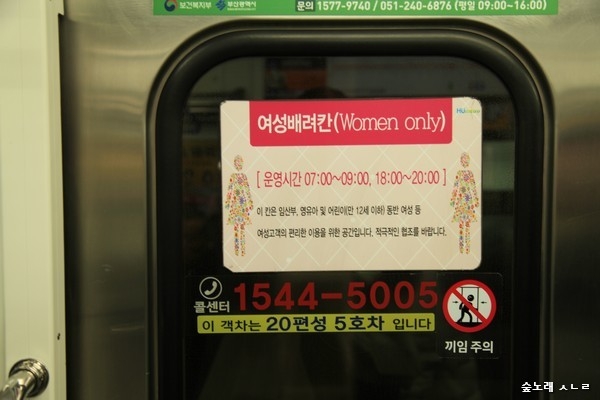 보건복지부 부산광역시 문의 1577-9740 / 051-240-6876 (평일 09:00~16:00)
여성배려칸(Women only)
[ 운영시간 07:00~09:00, 18:00~20:00 ]
이 칸은 임산부, 영유아 및 어린이(만 12세 이하) 동반 여성 등
여성고객의 편리한 이용을 위한 공간입니다. 적극적인 협조를 바랍니다.
콜센터 1544-5005
이 객차는 20편성 5호차 입니다
끼임 주의
숲노래 ㅅㄴㄹ